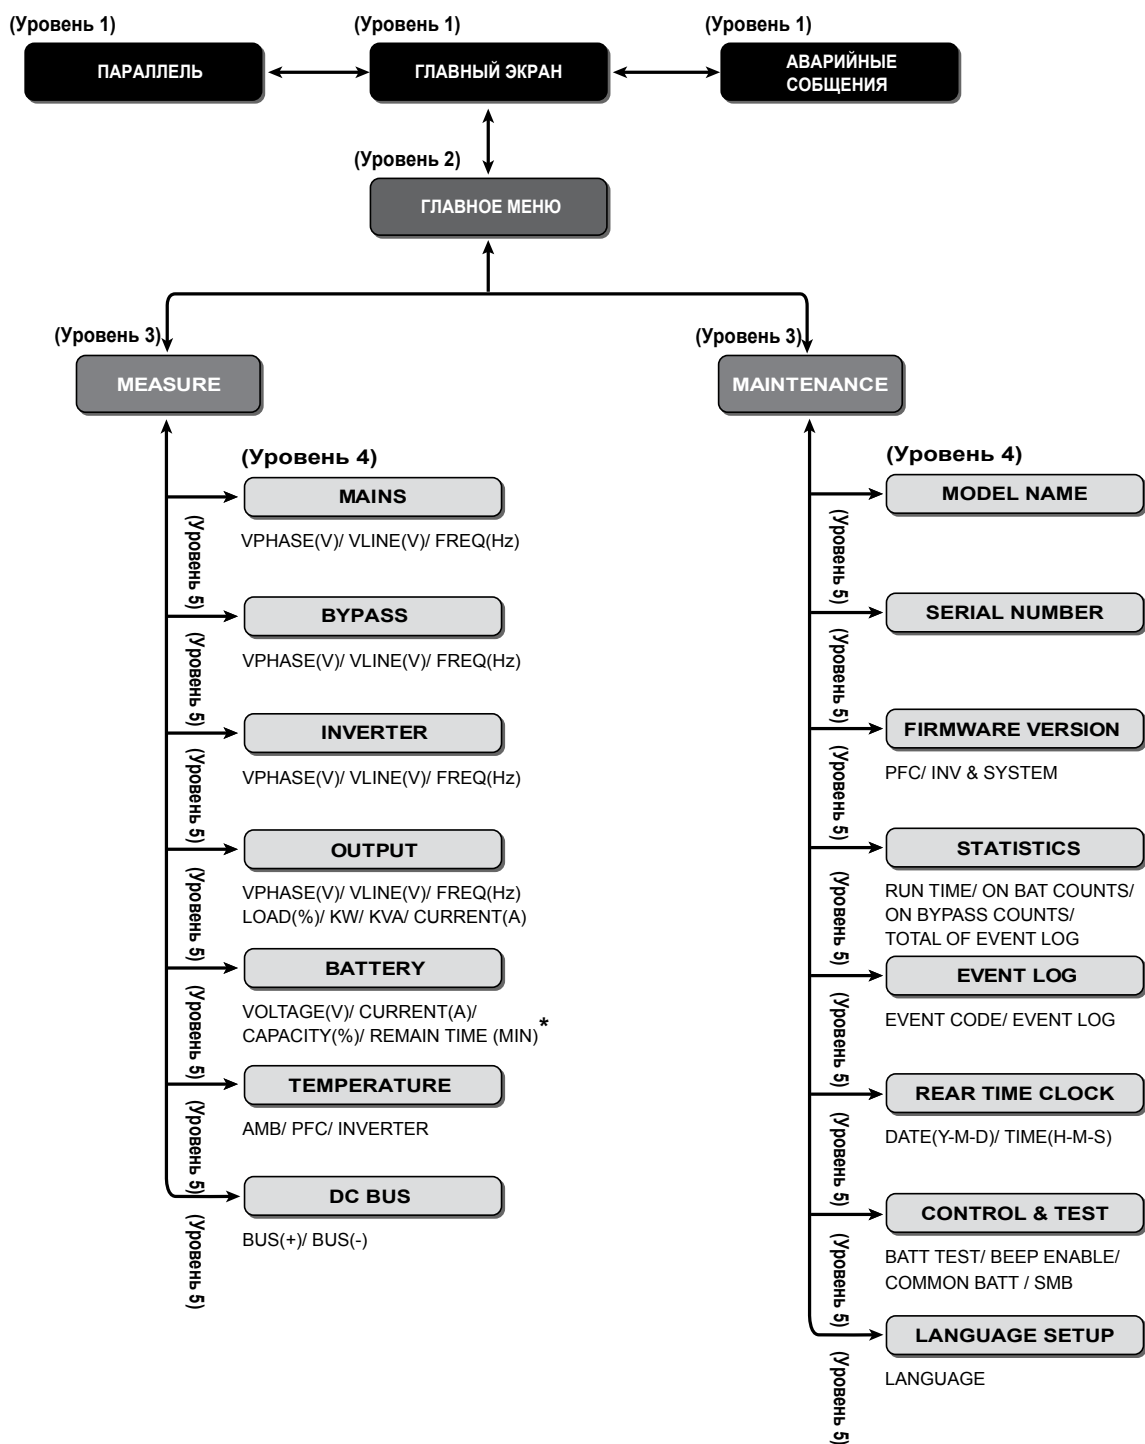 (Уровень 1)
ПАРАЛЛЕЛЬ
(Уровень 1)
ГЛАВНЫЙ ЭКРАН
(Уровень 1)
АВАРИЙНЫЕ
СОБЩЕНИЯ
(Уровень 2)
ГЛАВНОЕ МЕНЮ
(Уровень 3)
MEASURE
(Уровень 4)
MAINS
(Уровень 5)
VPHASE(V)/ VLINE(V)/ FREQ(Hz)
BYPASS
(Уровень 5)
VPHASE(V)/ VLINE(V)/ FREQ(Hz)
INVERTER
(Уровень 5)
VPHASE(V)/ VLINE(V)/ FREQ(Hz)
OUTPUT
(Уровень 5)
VPHASE(V)/ VLINE(V)/ FREQ(Hz)
LOAD(%)/ KW/ KVA/ CURRENT(A)
BATTERY
(Уровень 5)
VOLTAGE(V)/ CURRENT(A)/
CAPACITY(%)/ REMAIN TIME (MIN)*
TEMPERATURE
(Уровень 5)
AMB/ PFC/ INVERTER
DC BUS
(Уровень 5)
BUS(+)/ BUS(-)
(Уровень 3)
MAINTENANCE
(Уровень 4)
MODEL NAME
(Уровень 5)
SERIAL NUMBER
(Уровень 5)
FIRMWARE VERSION
(Уровень 5)
PFC/ INV & SYSTEM
STATISTICS
(Уровень 5)
RUN TIME/ ON BAT COUNTS/
ON BYPASS COUNTS/
TOTAL OF EVENT LOG
EVENT LOG
(Уровень 5)
EVENT CODE/ EVENT LOG
REAR TIME CLOCK
(Уровень 5)
DATE(Y-M-D)/ TIME(H-M-S)
CONTROL & TEST
(Уровень 5)
BATT TEST/ BEEP ENABLE/
COMMON BATT / SMB
LANGUAGE SETUP
(Уровень 5)
LANGUAGE